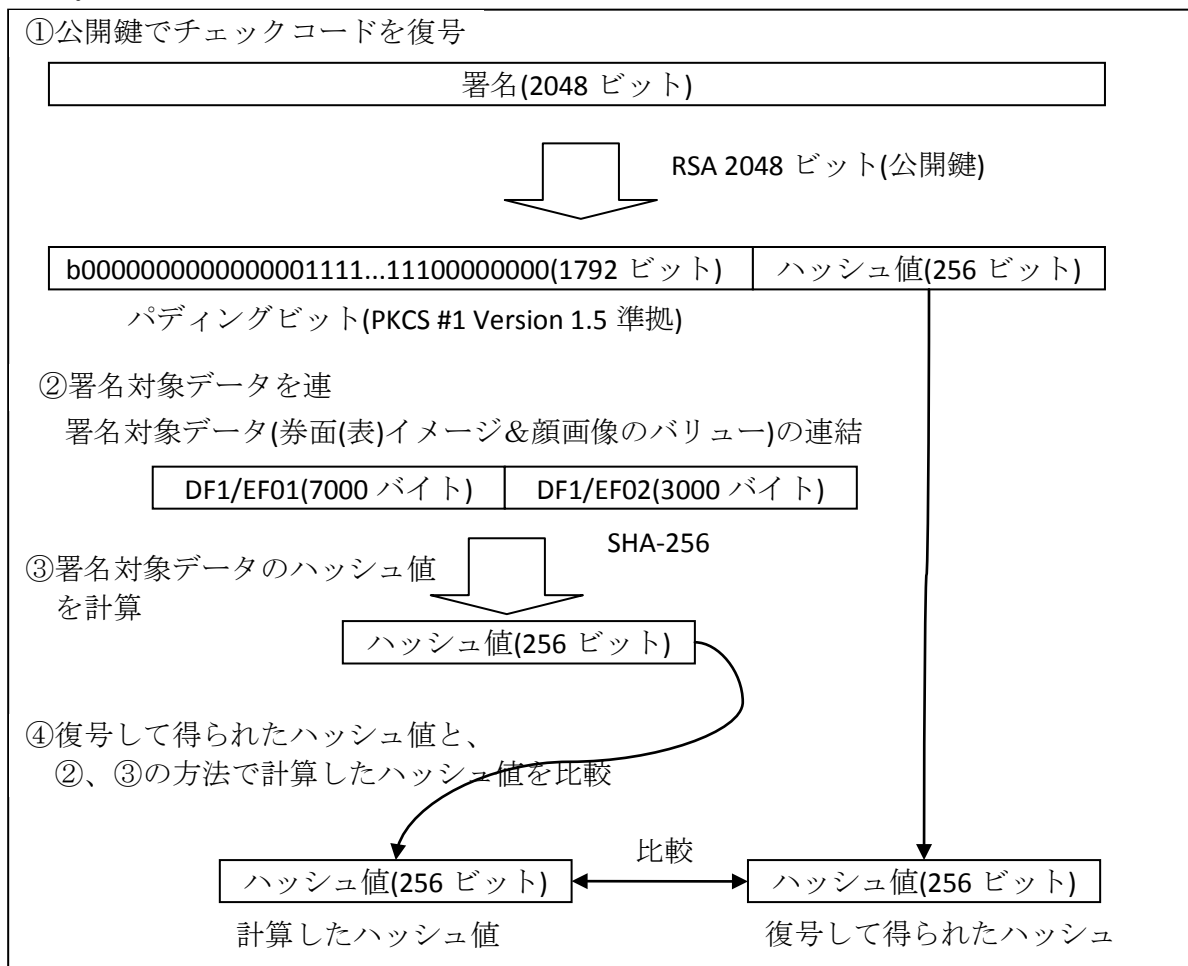 ①公開鍵でチェックコードを復号
署名(2048 ビット)
RSA 2048 ビット(公開鍵)
b00000000000000001111...11100000000(1792 ビット)
ハッシュ値(256 ビット)
パディングビット(PKCS #1 Version 1.5 準拠)
②署名対象データを連
署名対象データ(券面(表)イメージ&顔画像のバリュー)の連結
DF1/EF01(7000 バイト)
DF1/EF02(3000 バイト)
SHA-256
③署名対象データのハッシュ値
を計算
ハッシュ値(256 ビット)
④復号して得られたハッシュ値と、
②、③の方法で計算したハッシュ値を比較
比較
ハッシュ値(256 ビット)
ハッシュ値(256 ビット)
計算したハッシュ値
復号して得られたハッシュ